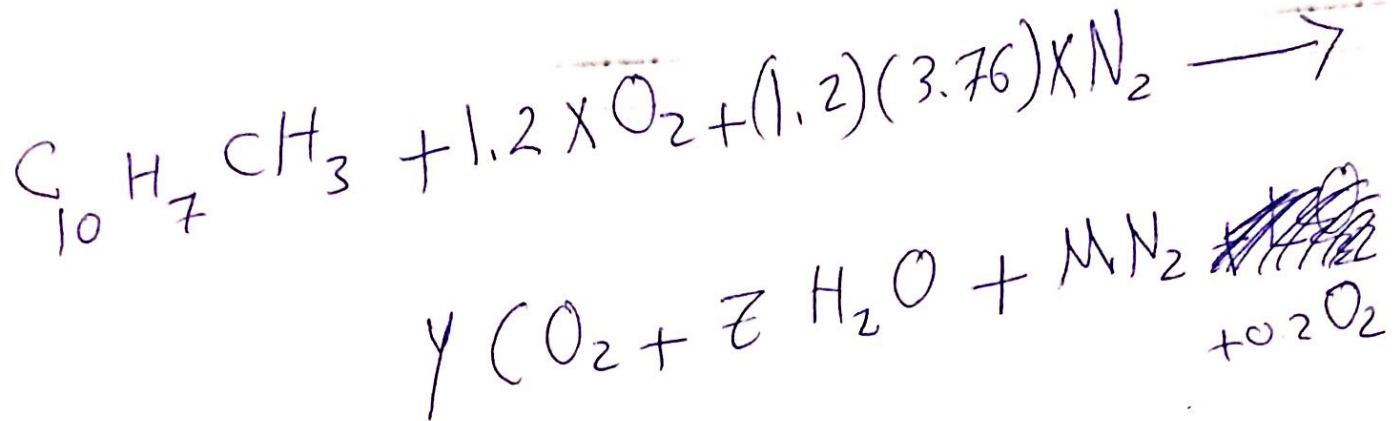 C₁₀H₇CH₃ + 1.2 X O₂ + (1.2)(3.76)X N₂ →
Y CO₂ + Z H₂O + M N₂
+0.2 O₂